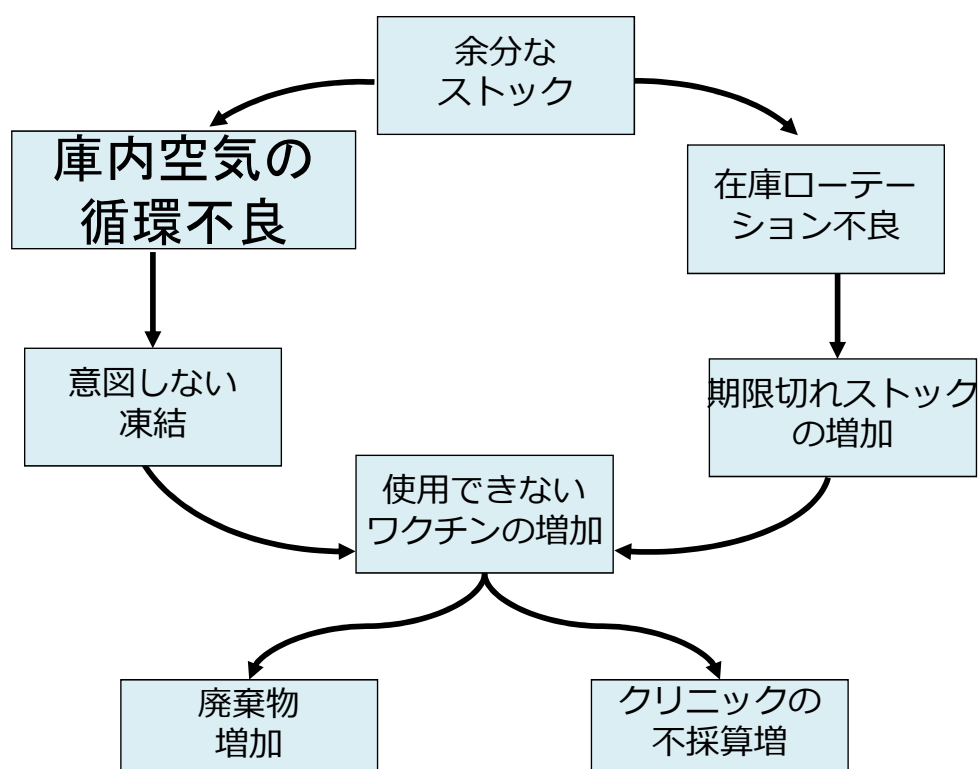 余分な
ストック
庫内空気の
循環不良
在庫ローテー
ション不良
意図しない
凍結
期限切れストック
の増加
使用できない
ワクチンの増加
廃棄物
増加
クリニックの
不採算増